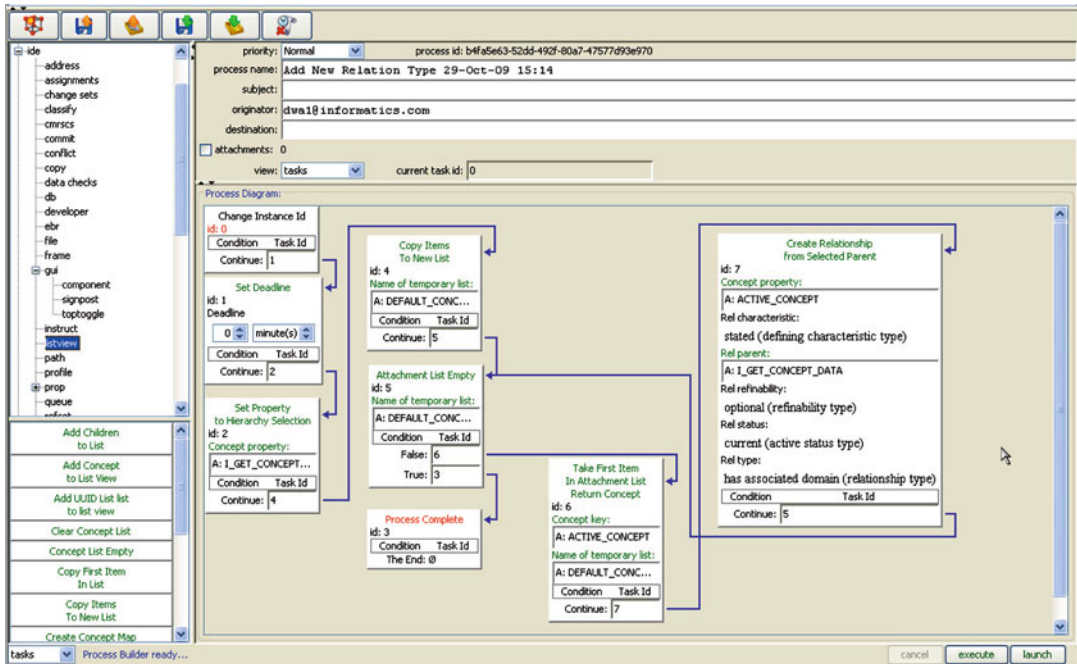 ide
address
assignments
change sets
classify
cmrscs
commit
conflict
copy
data checks
db
developer
ebr
file
frame
gui
component
signpost
toptoggle
instruct
listview
path
profile
prop
queue
refset
Add Children
to List
Add Concept
to List View
Add UUID List list
to list view
Clear Concept List
Concept List Empty
Copy First Item
In List
Copy Items
To New List
Create Concept Map
priority: Normal process id: b4fa5e63-52dd-492f-80a7-47577d93e970
process name: Add New Relation Type 29-Oct-09 15:14
subject:
originator: dwa1@informatics.com
destination:
attachments: 0
view: tasks current task id: 0
Process Diagram:
Change Instance Id
id: 0
Condition Task Id
Continue: 1
Set Deadline
id: 1
Deadline
0 minute(s)
Condition Task Id
Continue: 2
Set Property
to Hierarchy Selection
id: 2
Concept property:
A: I_GET_CONCEPT...
Condition Task Id
Continue: 4
Copy Items
To New List
id: 4
Name of temporary list:
A: DEFAULT_CONC...
Condition Task Id
Continue: 5
Attachment List Empty
id: 5
Name of temporary list:
A: DEFAULT_CONC...
Condition Task Id
False: 6
True: 3
Process Complete
id: 3
Condition Task Id
The End: Ø
Take First Item
In Attachment List
Return Concept
id: 6
Concept key:
A: ACTIVE_CONCEPT
Name of temporary list:
A: DEFAULT_CONC...
Condition Task Id
Continue: 7
Create Relationship
from Selected Parent
id: 7
Concept property:
A: ACTIVE_CONCEPT
Rel characteristic:
stated (defining characteristic type)
Rel parent:
A: I_GET_CONCEPT_DATA
Rel refinability:
optional (refinability type)
Rel status:
current (active status type)
Rel type:
has associated domain (relationship type)
Condition Task Id
Continue: 5
tasks Process Builder ready...
cancel execute launch